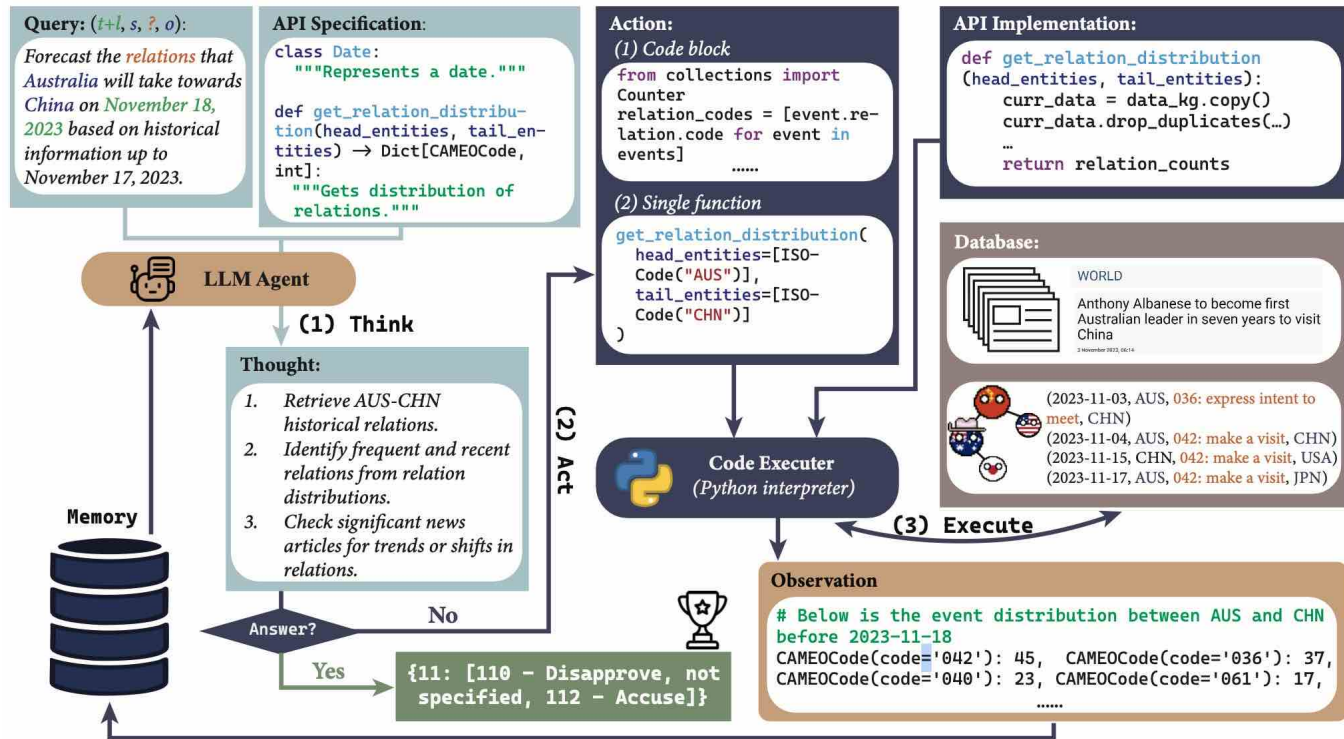 Query: (t+l, s, ?, o):
Forecast the relations that
Australia will take towards
China on November 18,
2023 based on historical
information up to
November 17, 2023.
API Specification:
class Date:
"""Represents a date."""
def get_relation_distribu-
tion(head_entities, tail_en-
tities) → Dict[CAMEOCode,
int]:
"""Gets distribution of
relations."""
LLM Agent
(1) Think
Thought:
1. Retrieve AUS-CHN
historical relations.
2. Identify frequent and recent
relations from relation
distributions.
3. Check significant news
articles for trends or shifts in
relations.
Memory
Answer?
No
Yes
{11: [110 - Disapprove, not
specified, 112 - Accuse]}
(2) Act
Action:
(1) Code block
from collections import
Counter
relation_codes = [event.re-
lation.code for event in
events]
......
(2) Single function
get_relation_distribution(
head_entities=[ISO-
Code("AUS")],
tail_entities=[ISO-
Code("CHN")]
)
API Implementation:
def get_relation_distribution
(head_entities, tail_entities):
curr_data = data_kg.copy()
curr_data.drop_duplicates(…)
…
return relation_counts
Database:
WORLD
Anthony Albanese to become first
Australian leader in seven years to visit
China
2 November 2023, 06:14
(2023-11-03, AUS, 036: express intent to
meet, CHN)
(2023-11-04, AUS, 042: make a visit, CHN)
(2023-11-15, CHN, 042: make a visit, USA)
(2023-11-17, AUS, 042: make a visit, JPN)
Code Executer
(Python interpreter)
(3) Execute
Observation
# Below is the event distribution between AUS and CHN
before 2023-11-18
CAMEOCode(code='042'): 45, CAMEOCode(code='036'): 37,
CAMEOCode(code='040'): 23, CAMEOCode(code='061'): 17,
......